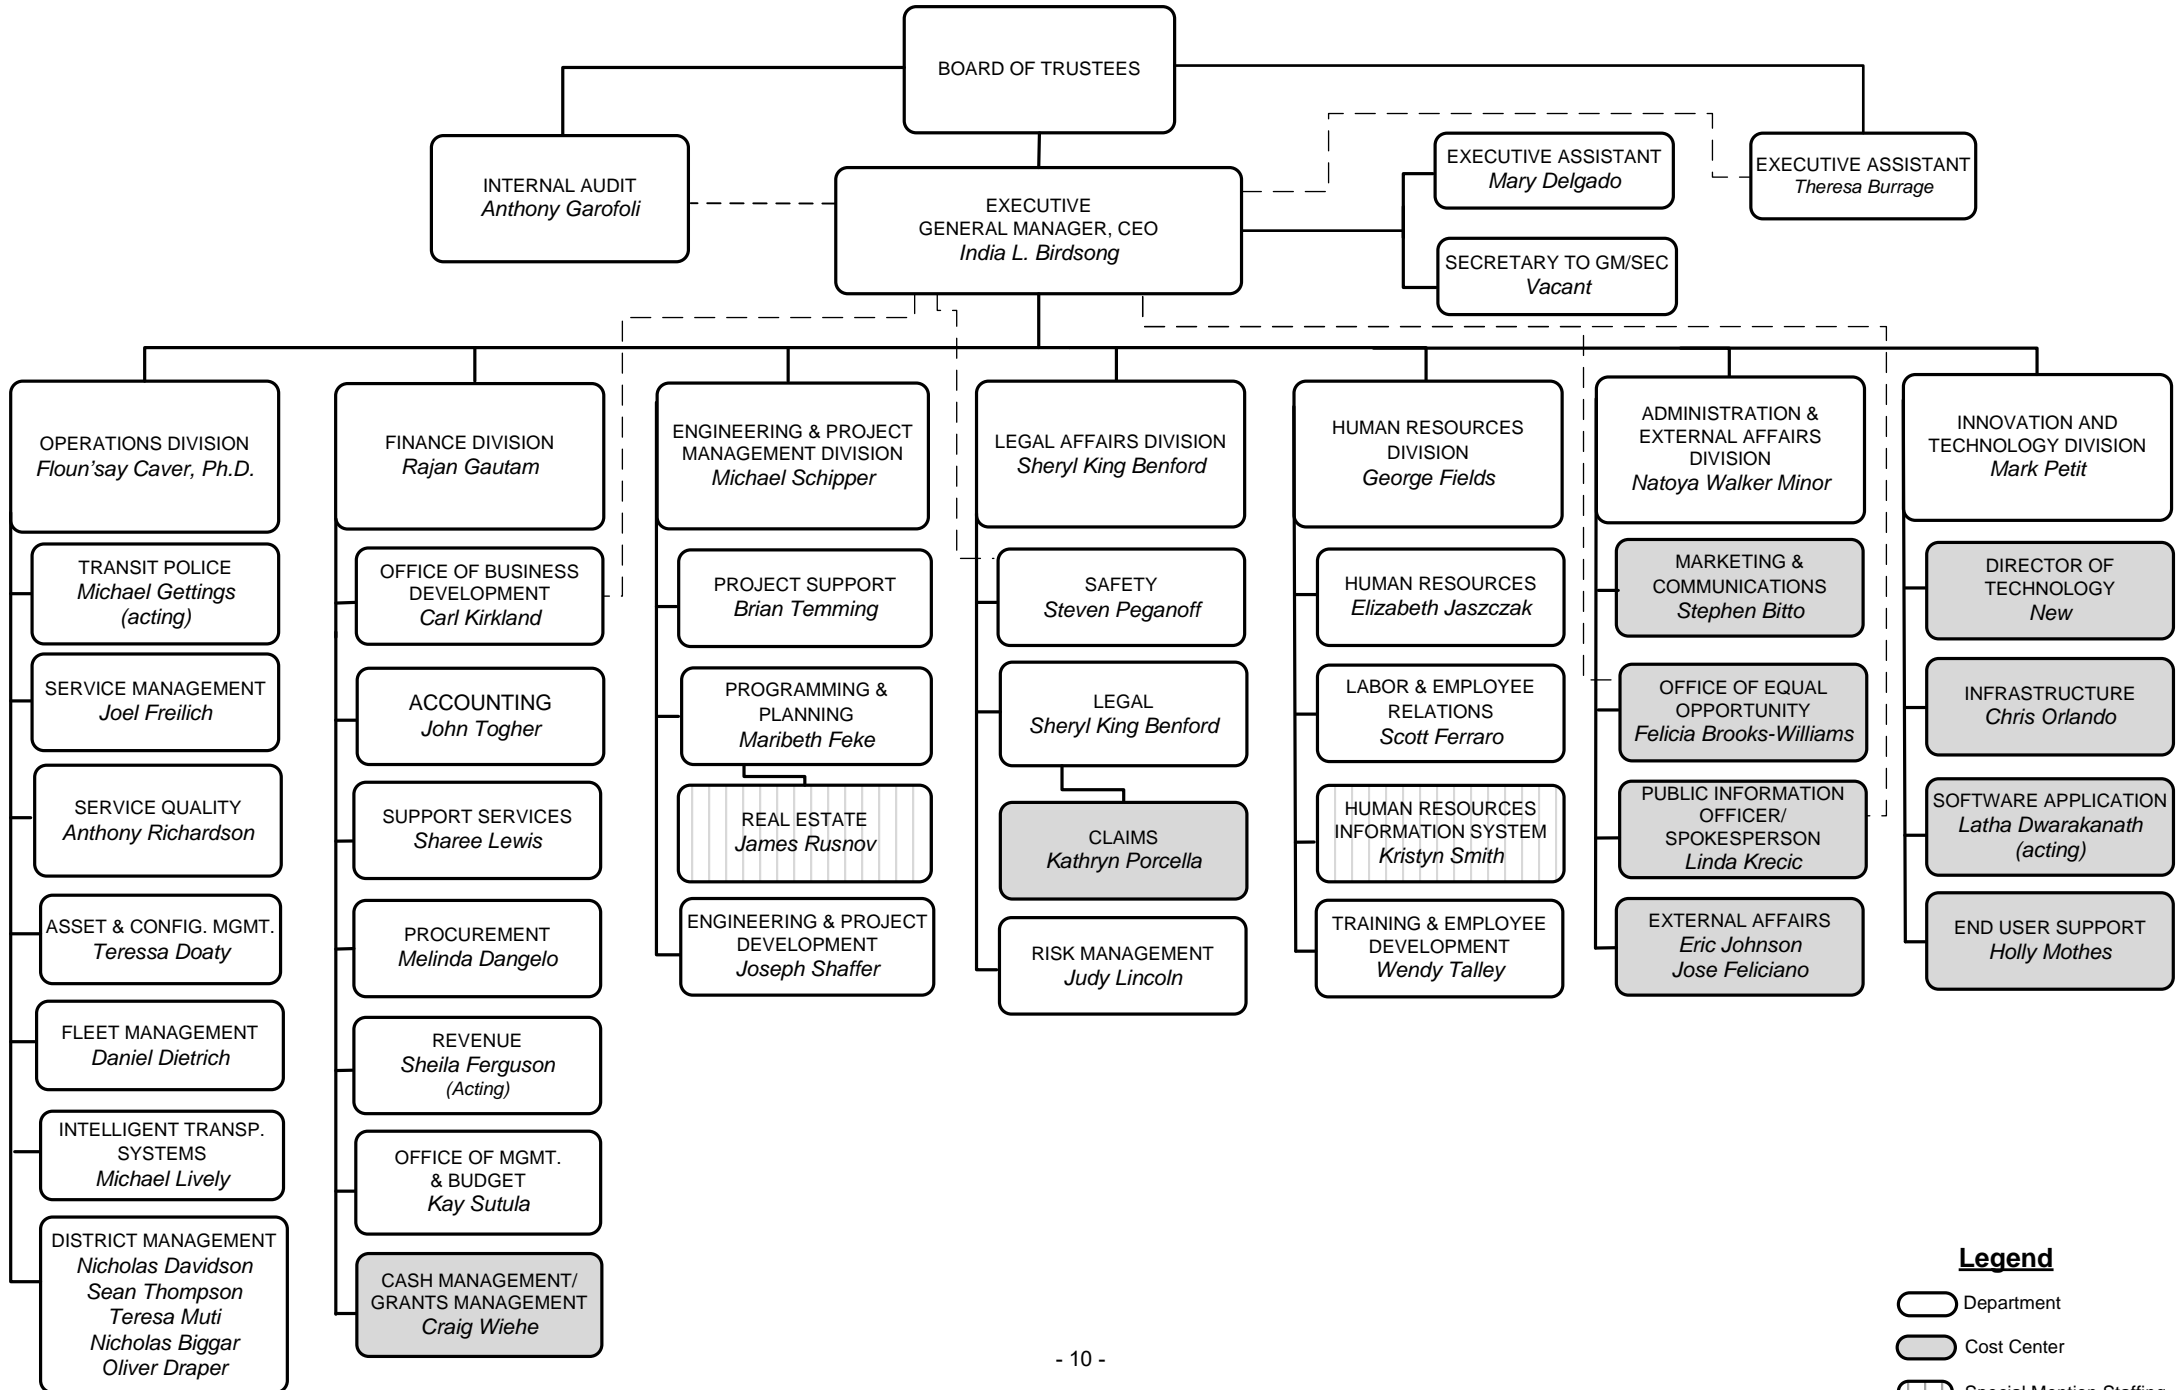 BOARD OF TRUSTEES
INTERNAL AUDIT
Anthony Garofoli
EXECUTIVE
GENERAL MANAGER, CEO
India L. Birdsong
EXECUTIVE ASSISTANT
Mary Delgado
EXECUTIVE ASSISTANT
Theresa Burrage
SECRETARY TO GM/SEC
Vacant
OPERATIONS DIVISION
Floun'say Caver, Ph.D.
TRANSIT POLICE
Michael Gettings
(acting)
SERVICE MANAGEMENT
Joel Freilich
SERVICE QUALITY
Anthony Richardson
ASSET & CONFIG. MGMT.
Teressa Doaty
FLEET MANAGEMENT
Daniel Dietrich
INTELLIGENT TRANSP.
SYSTEMS
Michael Lively
DISTRICT MANAGEMENT
Nicholas Davidson
Sean Thompson
Teresa Muti
Nicholas Biggar
Oliver Draper
FINANCE DIVISION
Rajan Gautam
OFFICE OF BUSINESS
DEVELOPMENT
Carl Kirkland
ACCOUNTING
John Togher
SUPPORT SERVICES
Sharee Lewis
PROCUREMENT
Melinda Dangelo
REVENUE
Sheila Ferguson
(Acting)
OFFICE OF MGMT.
& BUDGET
Kay Sutula
CASH MANAGEMENT/
GRANTS MANAGEMENT
Craig Wiehe
ENGINEERING & PROJECT
MANAGEMENT DIVISION
Michael Schipper
PROJECT SUPPORT
Brian Temming
PROGRAMMING &
PLANNING
Maribeth Feke
REAL ESTATE
James Rusnov
ENGINEERING & PROJECT
DEVELOPMENT
Joseph Shaffer
LEGAL AFFAIRS DIVISION
Sheryl King Benford
SAFETY
Steven Peganoff
LEGAL
Sheryl King Benford
CLAIMS
Kathryn Porcella
RISK MANAGEMENT
Judy Lincoln
HUMAN RESOURCES
DIVISION
George Fields
HUMAN RESOURCES
Elizabeth Jaszczak
LABOR & EMPLOYEE
RELATIONS
Scott Ferraro
HUMAN RESOURCES
INFORMATION SYSTEM
Kristyn Smith
TRAINING & EMPLOYEE
DEVELOPMENT
Wendy Talley
ADMINISTRATION &
EXTERNAL AFFAIRS
DIVISION
Natoya Walker Minor
MARKETING &
COMMUNICATIONS
Stephen Bitto
OFFICE OF EQUAL
OPPORTUNITY
Felicia Brooks-Williams
PUBLIC INFORMATION
OFFICER/
SPOKESPERSON
Linda Krecic
EXTERNAL AFFAIRS
Eric Johnson
Jose Feliciano
INNOVATION AND
TECHNOLOGY DIVISION
Mark Petit
DIRECTOR OF
TECHNOLOGY
New
INFRASTRUCTURE
Chris Orlando
SOFTWARE APPLICATION
Latha Dwarakanath
(acting)
END USER SUPPORT
Holly Mothes
Legend
Department
Cost Center
Special Mention Staffing
- 10 -